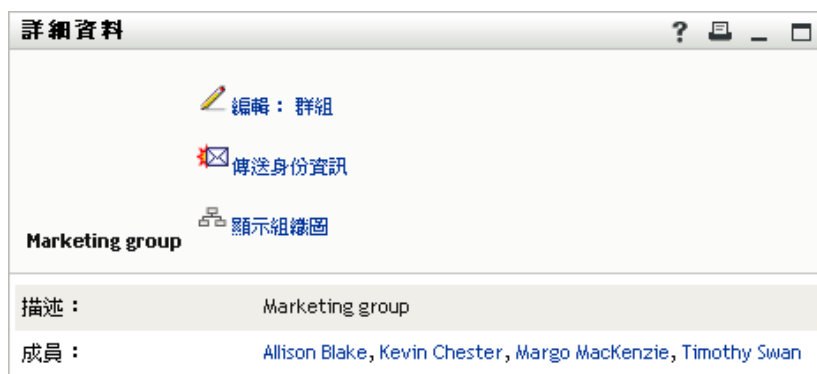 詳細資料 ?
編輯： 群組
傳送身份資訊
顯示組織圖
Marketing group
描述： Marketing group
成員： Allison Blake, Kevin Chester, Margo MacKenzie, Timothy Swan